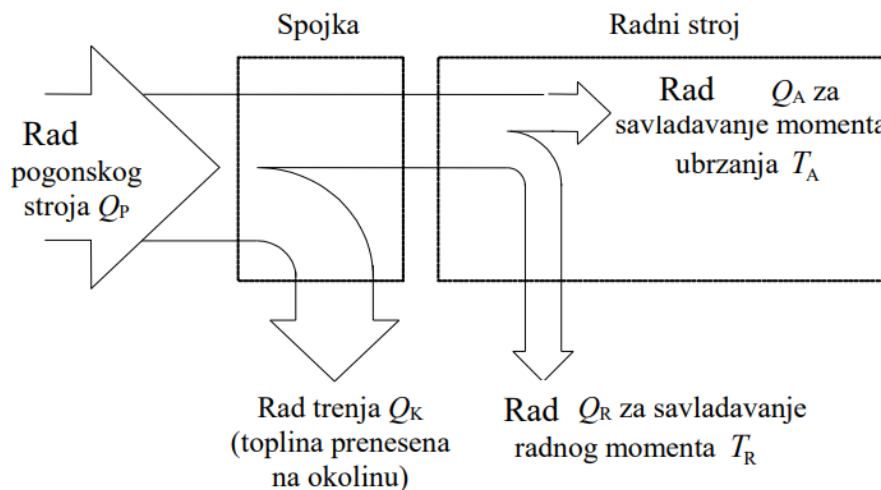 Spojka
Radni stroj
Rad
pogonskog
stroja QP
Rad QA za
savladavanje momenta
ubrzanja TA
Rad trenja QK
(toplina prenesena
na okolinu)
Rad QR za savladavanje
radnog momenta TR